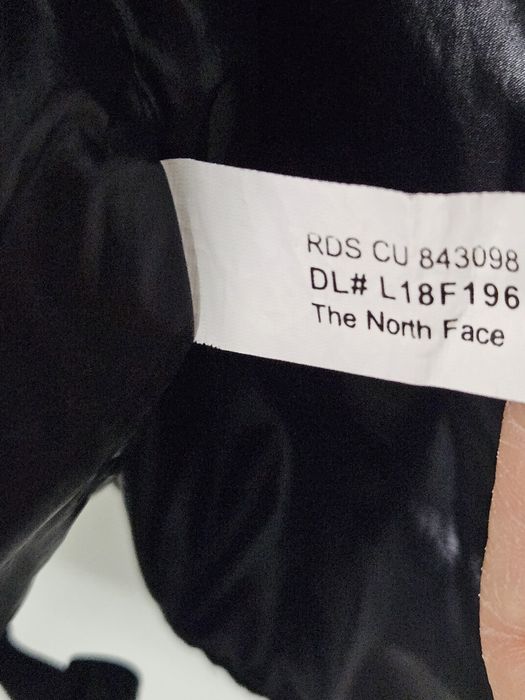 RDS CU 843098
DL# L18F196
The North Face